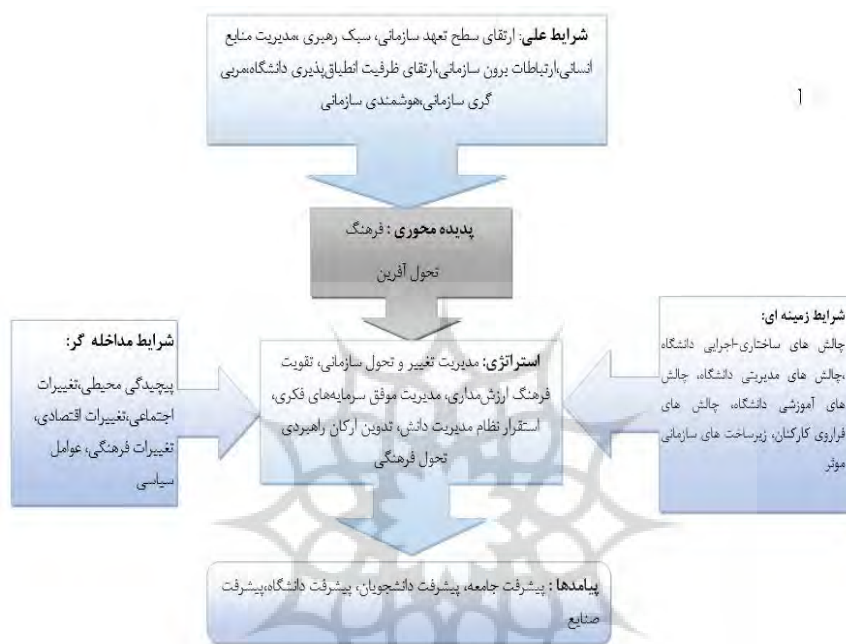 شرایط علی: ارتقای سطح تعهد سازمانی، سبک رهبری ،مدیریت منابع
انسانی،ارتباطات برون سازمانی،ارتقای ظرفیت انطباق‌پذیری دانشگاه،مربی
گری سازمانی،هوشمندی سازمانی
1
پدیده محوری : فرهنگ
تحول آفرین
شرایط زمینه ای:
چالش های ساختاری-اجرایی دانشگاه
،چالش های مدیریتی دانشگاه، چالش
های آموزشی دانشگاه، چالش های
فراروی کارکنان، زیرساخت های سازمانی
موثر
استراتژی: مدیریت تغییر و تحول سازمانی، تقویت
فرهنگ ارزش‌مداری، مدیریت موفق سرمایه‌های فکری،
استقرار نظام مدیریت دانش، تدوین ارکان راهبردی
تحول فرهنگی
شرایط مداخله گر:
پیچیدگی محیطی،تغییرات
اجتماعی،تغییرات اقتصادی،
تغییرات فرهنگی، عوامل
سیاسی
پیامدها : پیشرفت جامعه، پیشرفت دانشجویان، پیشرفت دانشگاه،پیشرفت
صنایع